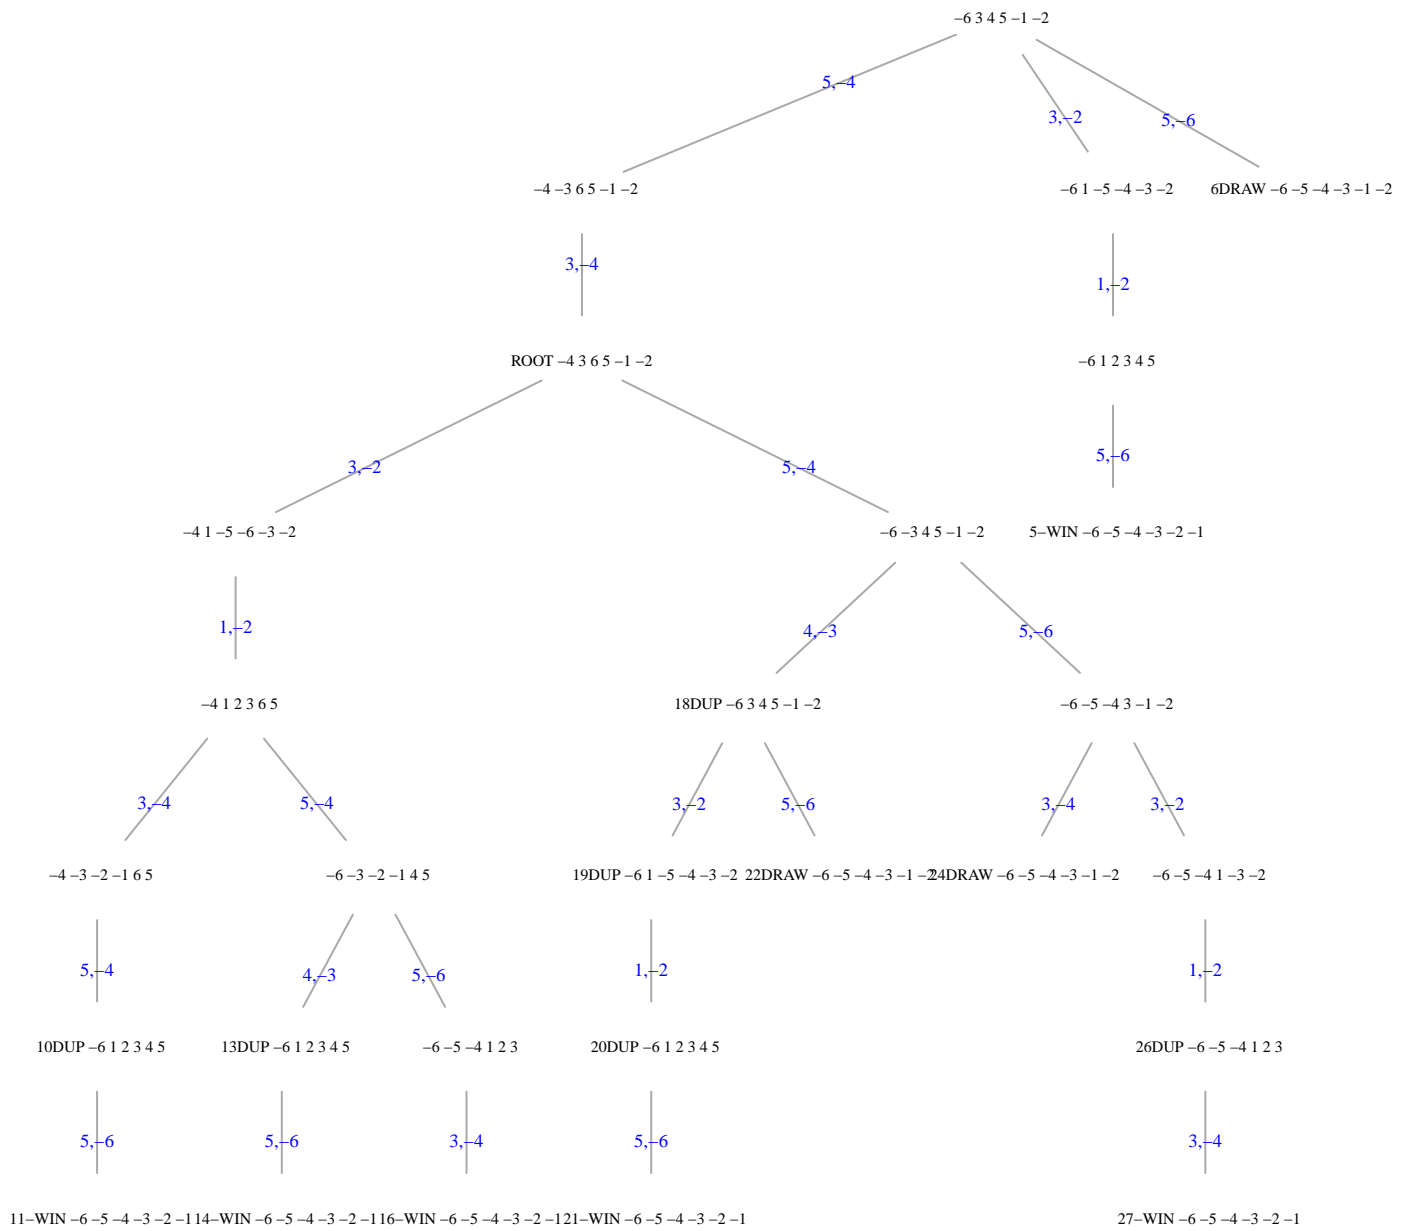 –6 3 4 5 –1 –2
5,–4
3,–2
5,–6
–4 –3 6 5 –1 –2
–6 1 –5 –4 –3 –2
6DRAW –6 –5 –4 –3 –1 –2
3,–4
1,–2
ROOT –4 3 6 5 –1 –2
–6 1 2 3 4 5
3,–2
5,–4
5,–6
–4 1 –5 –6 –3 –2
–6 –3 4 5 –1 –2
5–WIN –6 –5 –4 –3 –2 –1
1,–2
4,–3
5,–6
–4 1 2 3 6 5
18DUP –6 3 4 5 –1 –2
–6 –5 –4 3 –1 –2
3,–4
5,–4
3,–2
5,–6
3,–4
3,–2
–4 –3 –2 –1 6 5
–6 –3 –2 –1 4 5
19DUP –6 1 –5 –4 –3 –2
22DRAW –6 –5 –4 –3 –1 –2
24DRAW –6 –5 –4 –3 –1 –2
–6 –5 –4 1 –3 –2
5,–4
4,–3
5,–6
1,–2
1,–2
10DUP –6 1 2 3 4 5
13DUP –6 1 2 3 4 5
–6 –5 –4 1 2 3
20DUP –6 1 2 3 4 5
26DUP –6 –5 –4 1 2 3
5,–6
5,–6
3,–4
5,–6
3,–4
11–WIN –6 –5 –4 –3 –2 –1
14–WIN –6 –5 –4 –3 –2 –1
16–WIN –6 –5 –4 –3 –2 –1
21–WIN –6 –5 –4 –3 –2 –1
27–WIN –6 –5 –4 –3 –2 –1